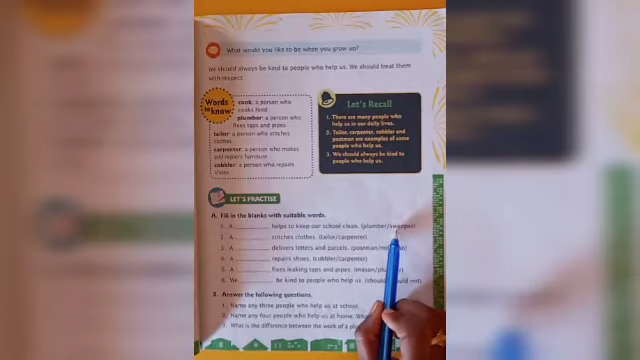 What would you like to be when you grow up?
We should always be kind to people who help us. We should treat them
with respect.
Words
to know
cook: a person who
cooks food
plumber: a person who
fixes taps and pipes
tailor: a person who stitches
clothes
carpenter: a person who makes
and repairs furniture
cobbler: a person who repairs
shoes
Let's Recall
1. There are many people who
help us in our daily lives.
2. Tailor, carpenter, cobbler and
postman are examples of some
people who help us.
3. We should always be kind to
people who help us.
LET'S PRACTISE
A. Fill in the blanks with suitable words.
1. A ________ helps to keep our school clean. (plumber/sweeper)
2. A ________ stitches clothes. (tailor/carpenter)
3. A ________ delivers letters and parcels. (postman/
4. A ________ repairs shoes. (cobbler/carpenter)
5. A ________ fixes leaking taps and pipes. (mason/
6. We ________ be kind to people who help us. (should/should not)
B. Answer the following questions.
1. Name any three people who help us at school.
2. Name any four people who help us at home.
3. What is the difference between the work of a